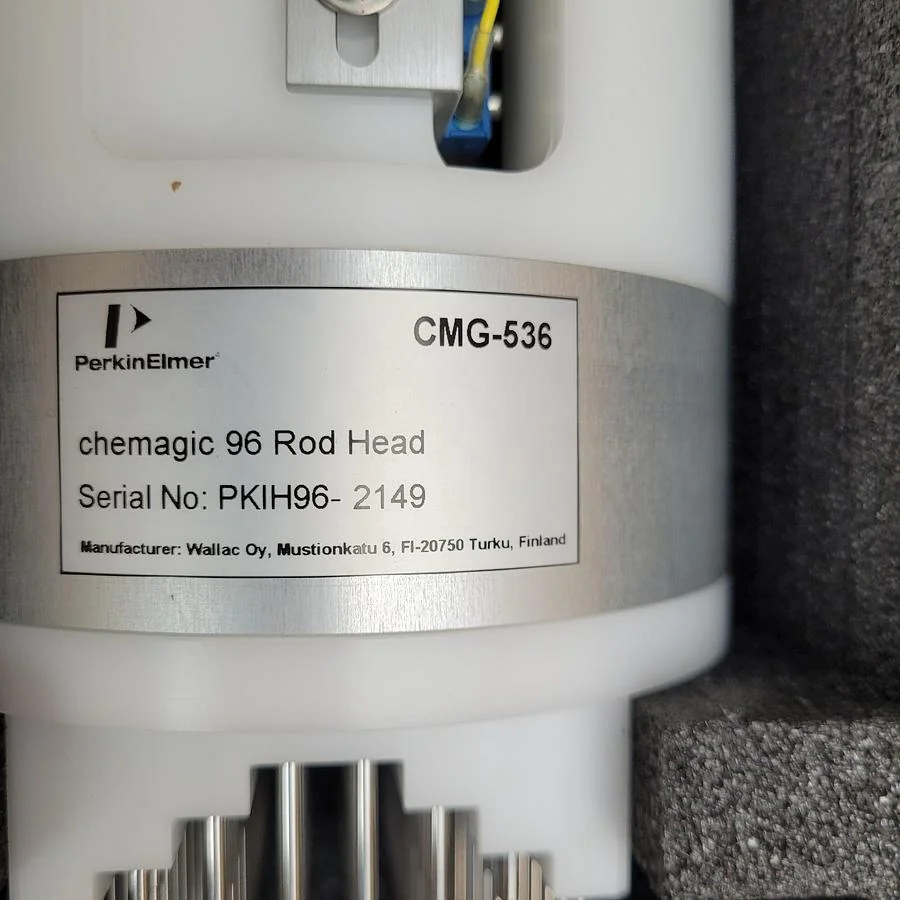 PerkinElmer
CMG-536
chemagic 96 Rod Head
Serial No: PKIH96- 2149
Manufacturer: Wallac Oy, Mustionkatu 6, FI-20750 Turku, Finland